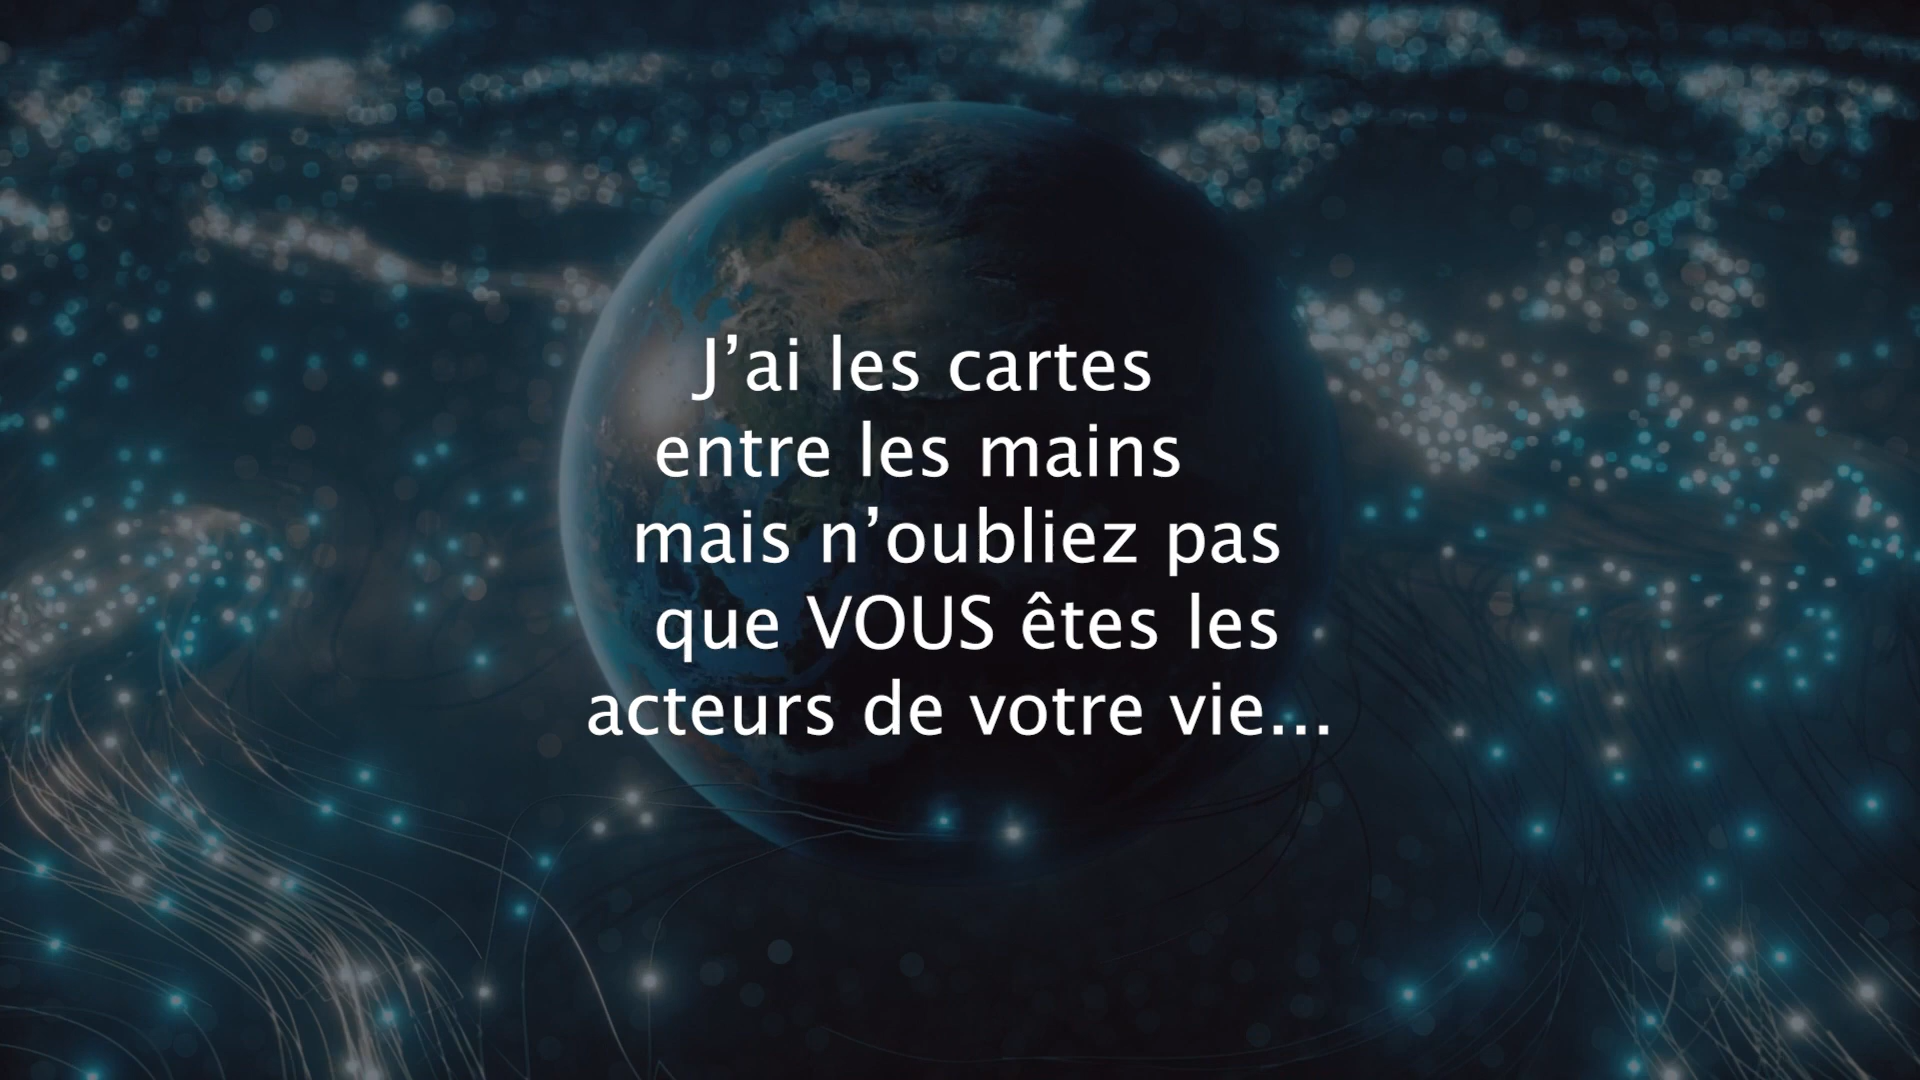 J’ai les cartes
entre les mains
mais n’oubliez pas
que VOUS êtes les
acteurs de votre vie...